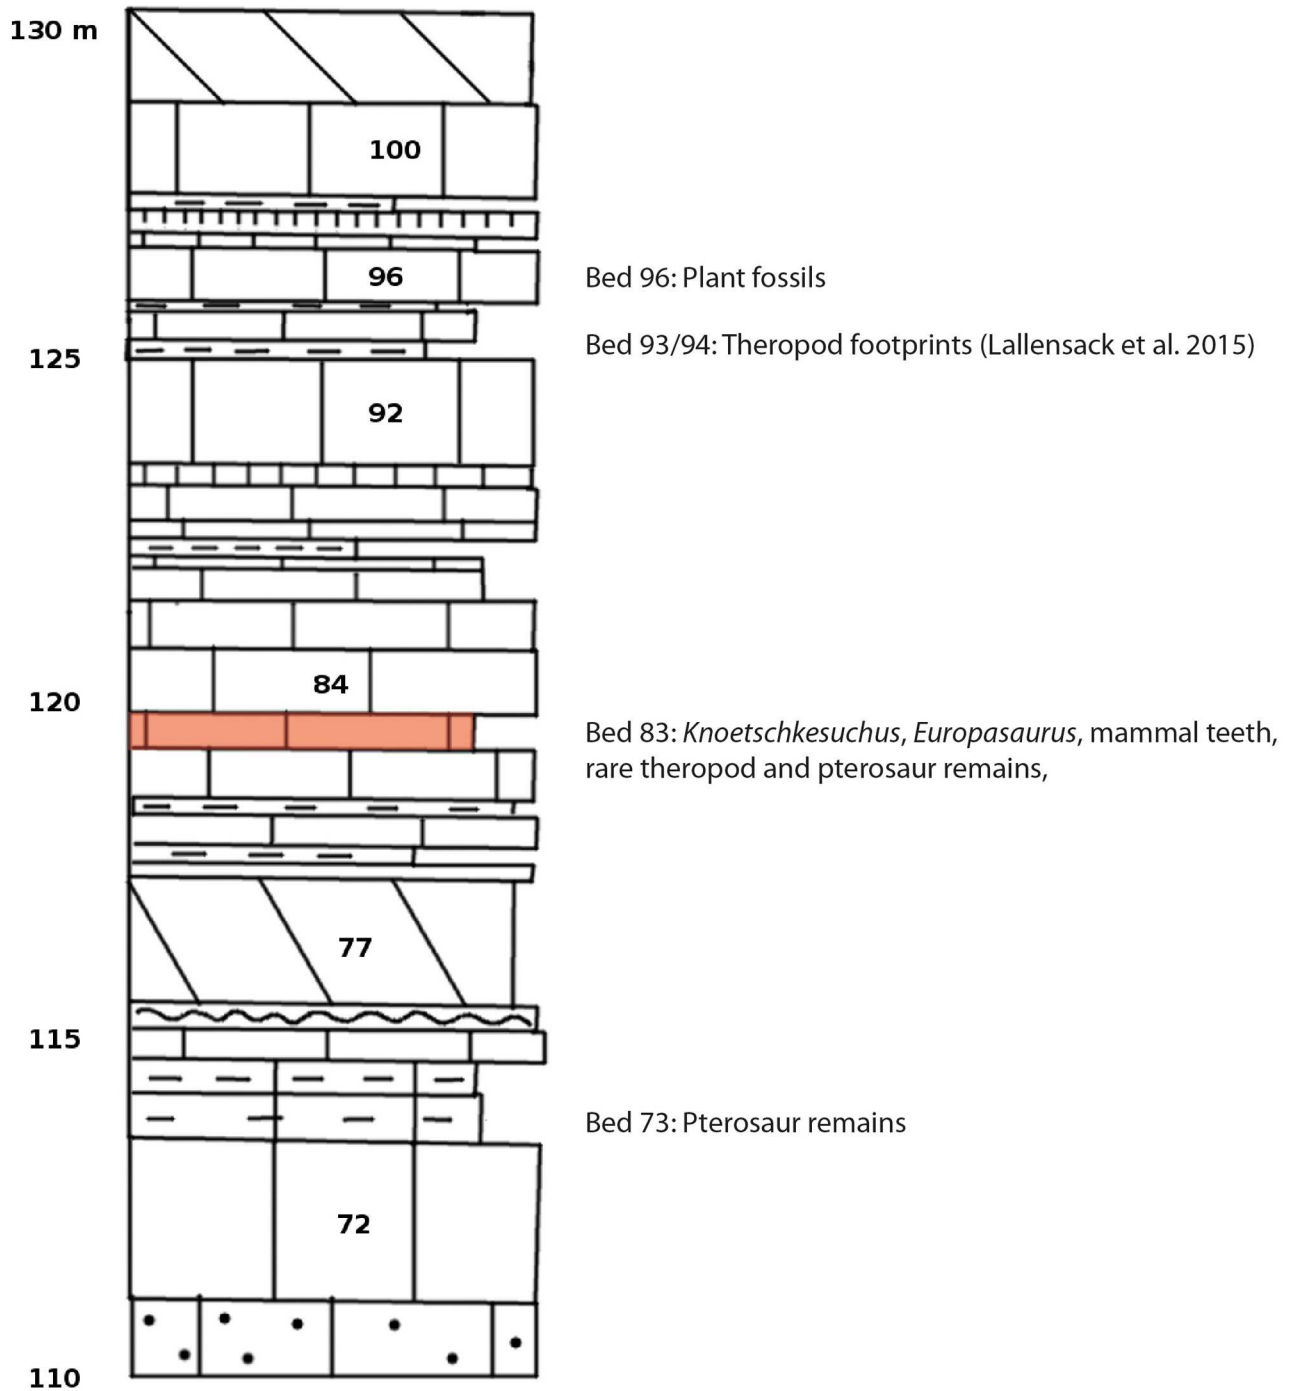 130 m
100
96
Bed 96: Plant fossils
Bed 93/94: Theropod footprints (Lallensack et al. 2015)
125
92
84
120
Bed 83: Knoetschkesuchus, Europasaurus, mammal teeth,
rare theropod and pterosaur remains,
77
115
Bed 73: Pterosaur remains
72
110